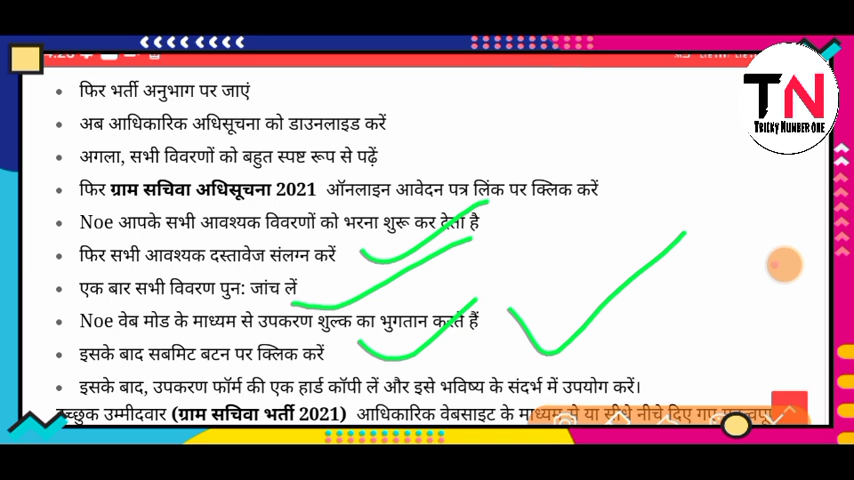 TN
TRICKY NUMBER ONE
फिर भर्ती अनुभाग पर जाएं
अब आधिकारिक अधिसूचना को डाउनलाइड करें
अगला, सभी विवरणों को बहुत स्पष्ट रूप से पढ़ें
फिर ग्राम सचिवा अधिसूचना 2021 ऑनलाइन आवेदन पत्र लिंक पर क्लिक करें
Noe आपके सभी आवश्यक विवरणों को भरना शुरू कर देता है
फिर सभी आवश्यक दस्तावेज संलग्न करें
एक बार सभी विवरण पुन: जांच लें
Noe वेब मोड के माध्यम से उपकरण शुल्क का भुगतान करते हैं
इसके बाद सबमिट बटन पर क्लिक करें
इसके बाद, उपकरण फॉर्म की एक हार्ड कॉपी लें और इसे भविष्य के संदर्भ में उपयोग करें।
उम्मीदवार (ग्राम सचिवा भर्ती 2021) आधिकारिक वेबसाइट के माध्यम से या सीधे नीचे दिए गए